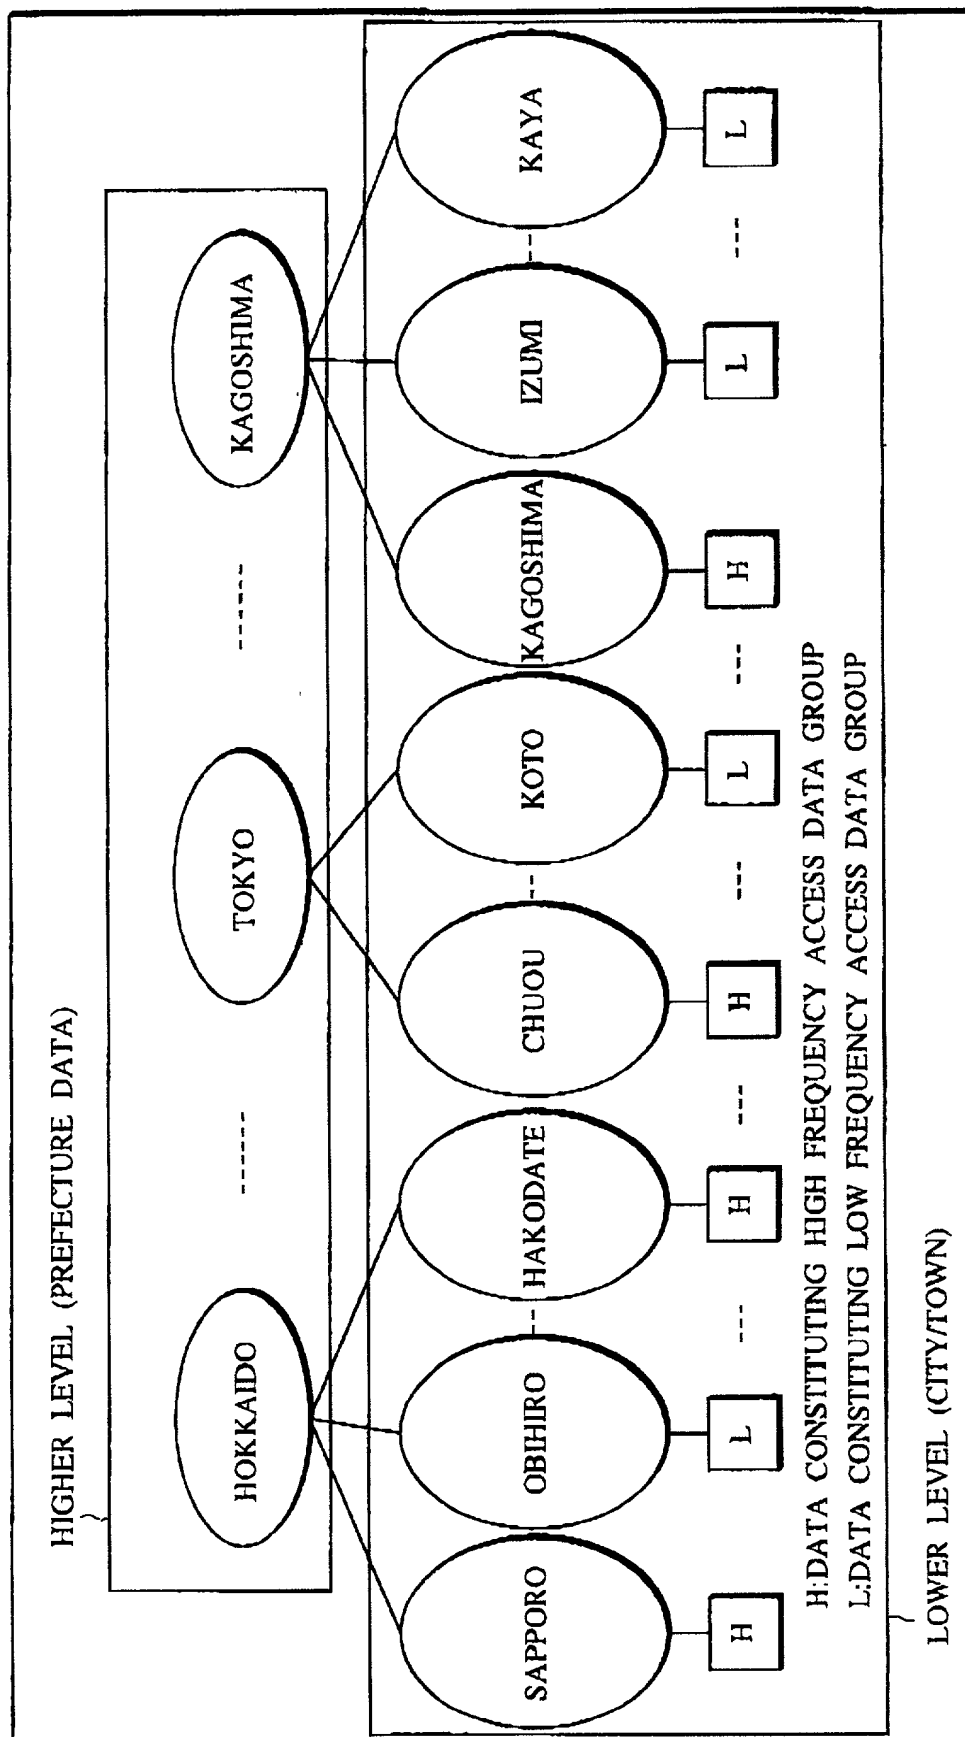 HIGHER LEVEL (PREFECTURE DATA)
HOKKAIDO ------ TOKYO ------ KAGOSHIMA
SAPPORO OBIHIRO --- HAKODATE CHUOU --- KOTO KAGOSHIMA IZUMI --- KAYA
H L --- H --- H --- L --- H L --- L
H:DATA CONSTITUTING HIGH FREQUENCY ACCESS DATA GROUP
L:DATA CONSTITUTING LOW FREQUENCY ACCESS DATA GROUP
LOWER LEVEL (CITY/TOWN)